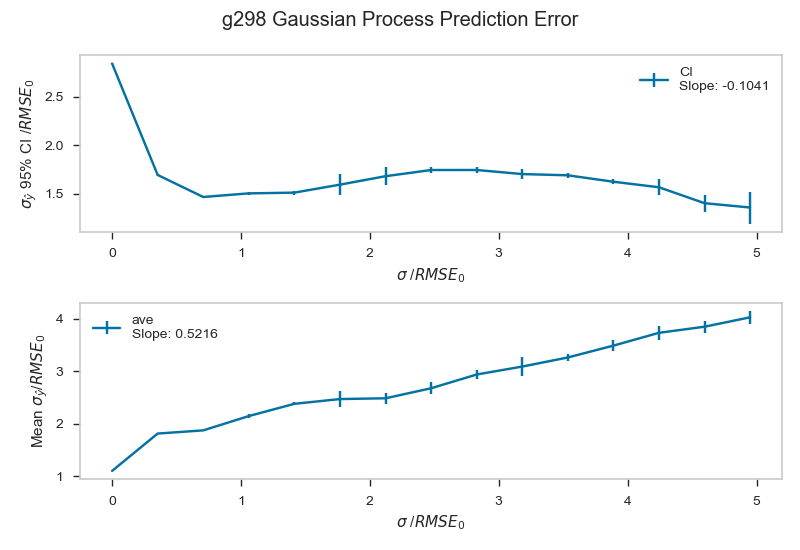 g298 Gaussian Process Prediction Error
σŷ 95% CI /RMSE₀
2.5
2.0
1.5
CI
Slope: -0.1041
0 1 2 3 4 5
σ /RMSE₀
Mean σŷ/RMSE₀
4
3
2
1
ave
Slope: 0.5216
0 1 2 3 4 5
σ /RMSE₀